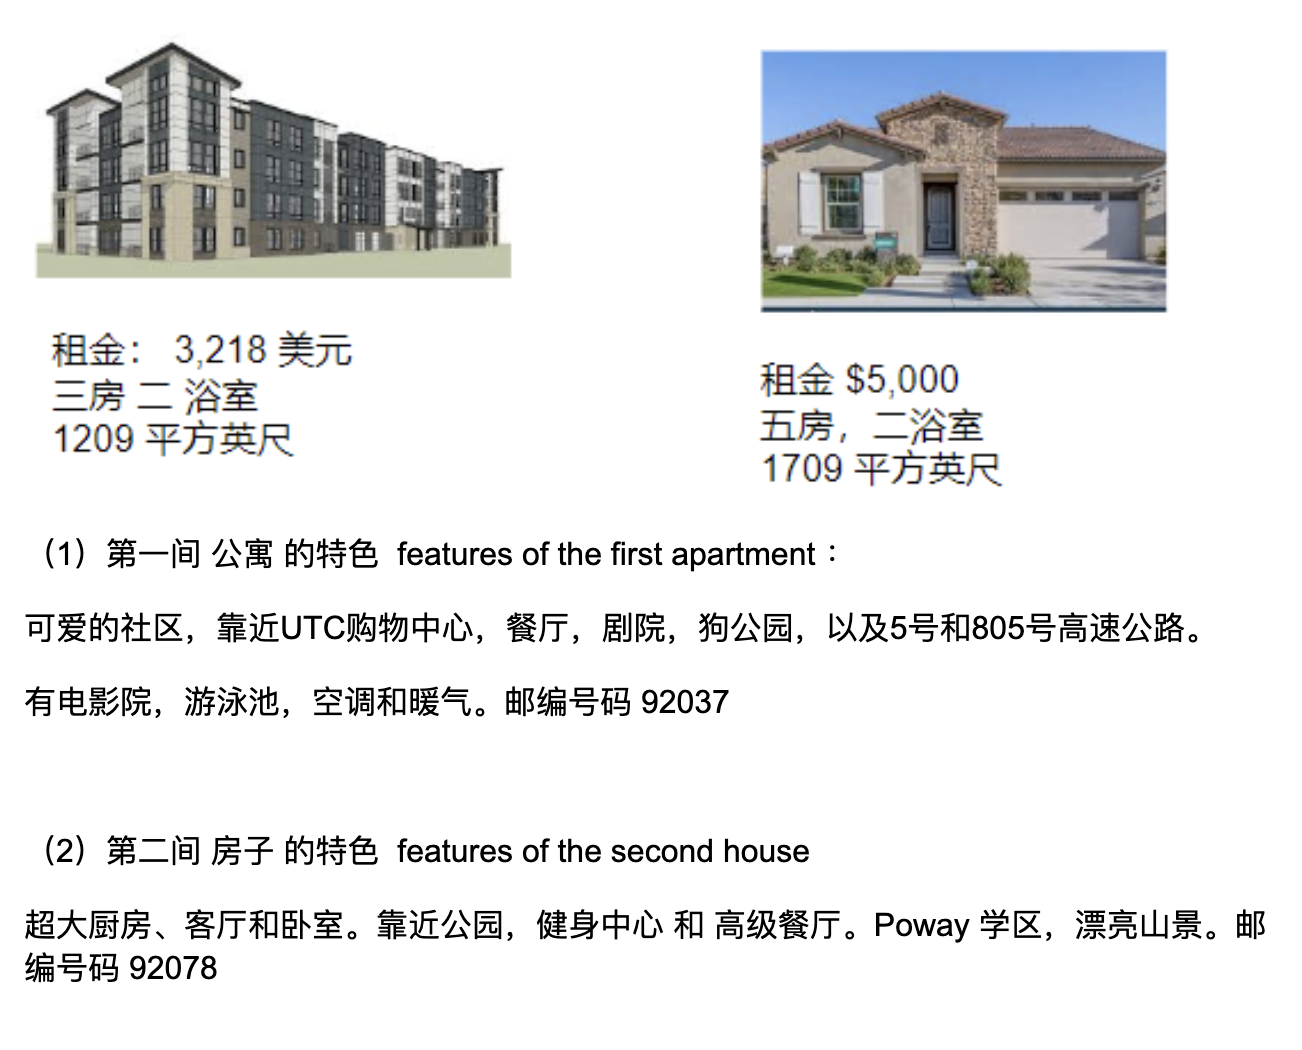 租金： 3,218 美元
三房 二 浴室
1209 平方英尺
租金 $5,000
五房，二浴室
1709 平方英尺
（1）第一间 公寓 的特色  features of the first apartment：
可爱的社区，靠近UTC购物中心，餐厅，剧院，狗公园，以及5号和805号高速公路。
有电影院，游泳池，空调和暖气。邮编号码 92037
（2）第二间 房子 的特色  features of the second house
超大厨房、客厅和卧室。靠近公园，健身中心 和 高级餐厅。Poway 学区，漂亮山景。邮
编号码 92078